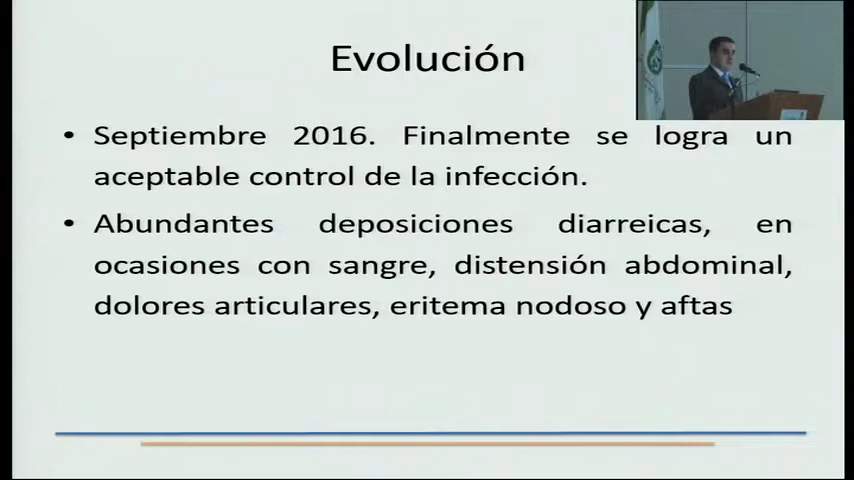 Evolución
• Septiembre 2016. Finalmente se logra un
aceptable control de la infección.
• Abundantes deposiciones diarreicas, en
ocasiones con sangre, distensión abdominal,
dolores articulares, eritema nodoso y aftas